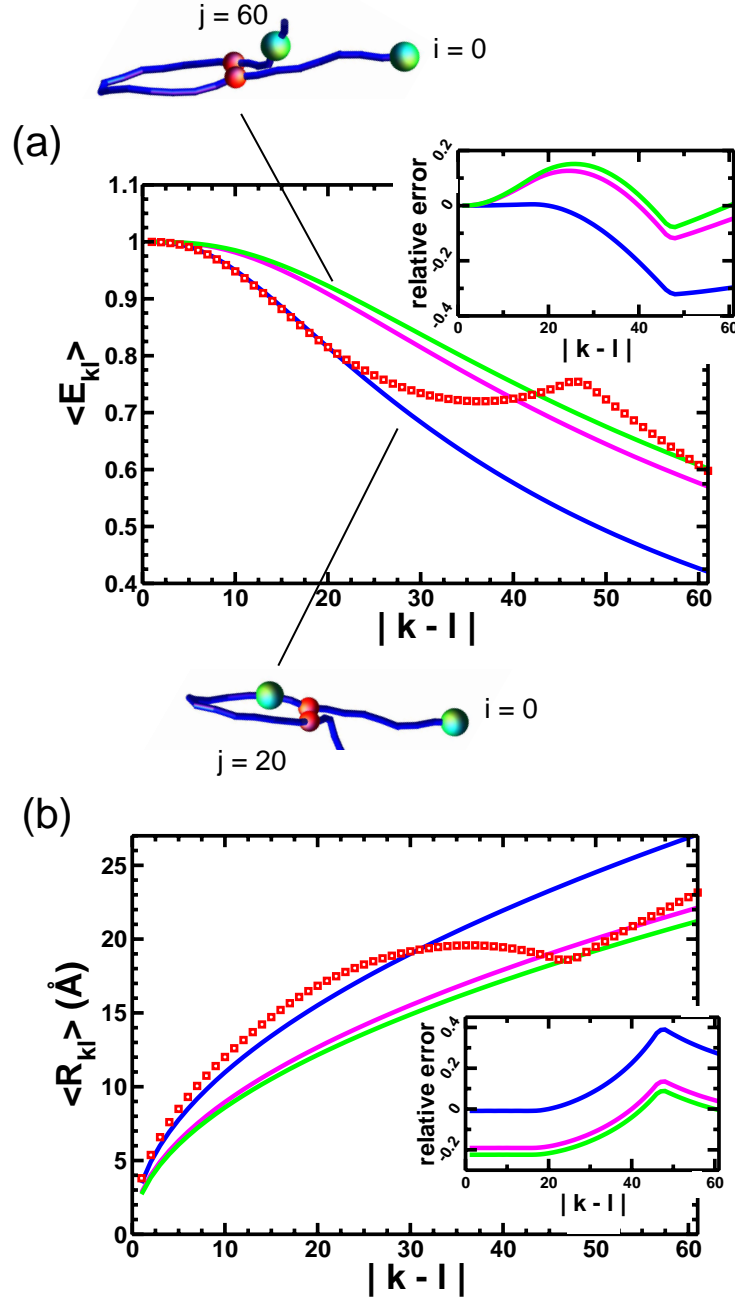 j = 60
i = 0
(a)
0.2
0
-0.2
-0.4
relative error
0 20 40 60
| k - l |
1.1
1
0.9
0.8
0.7
0.6
0.5
0.4
<E_kl>
0 10 20 30 40 50 60
| k - l |
i = 0
j = 20
(b)
25
20
15
10
5
0
<R_kl> (Å)
0.4
0.2
0
-0.2
relative error
0 20 40 60
| k - l |
0 10 20 30 40 50 60
| k - l |